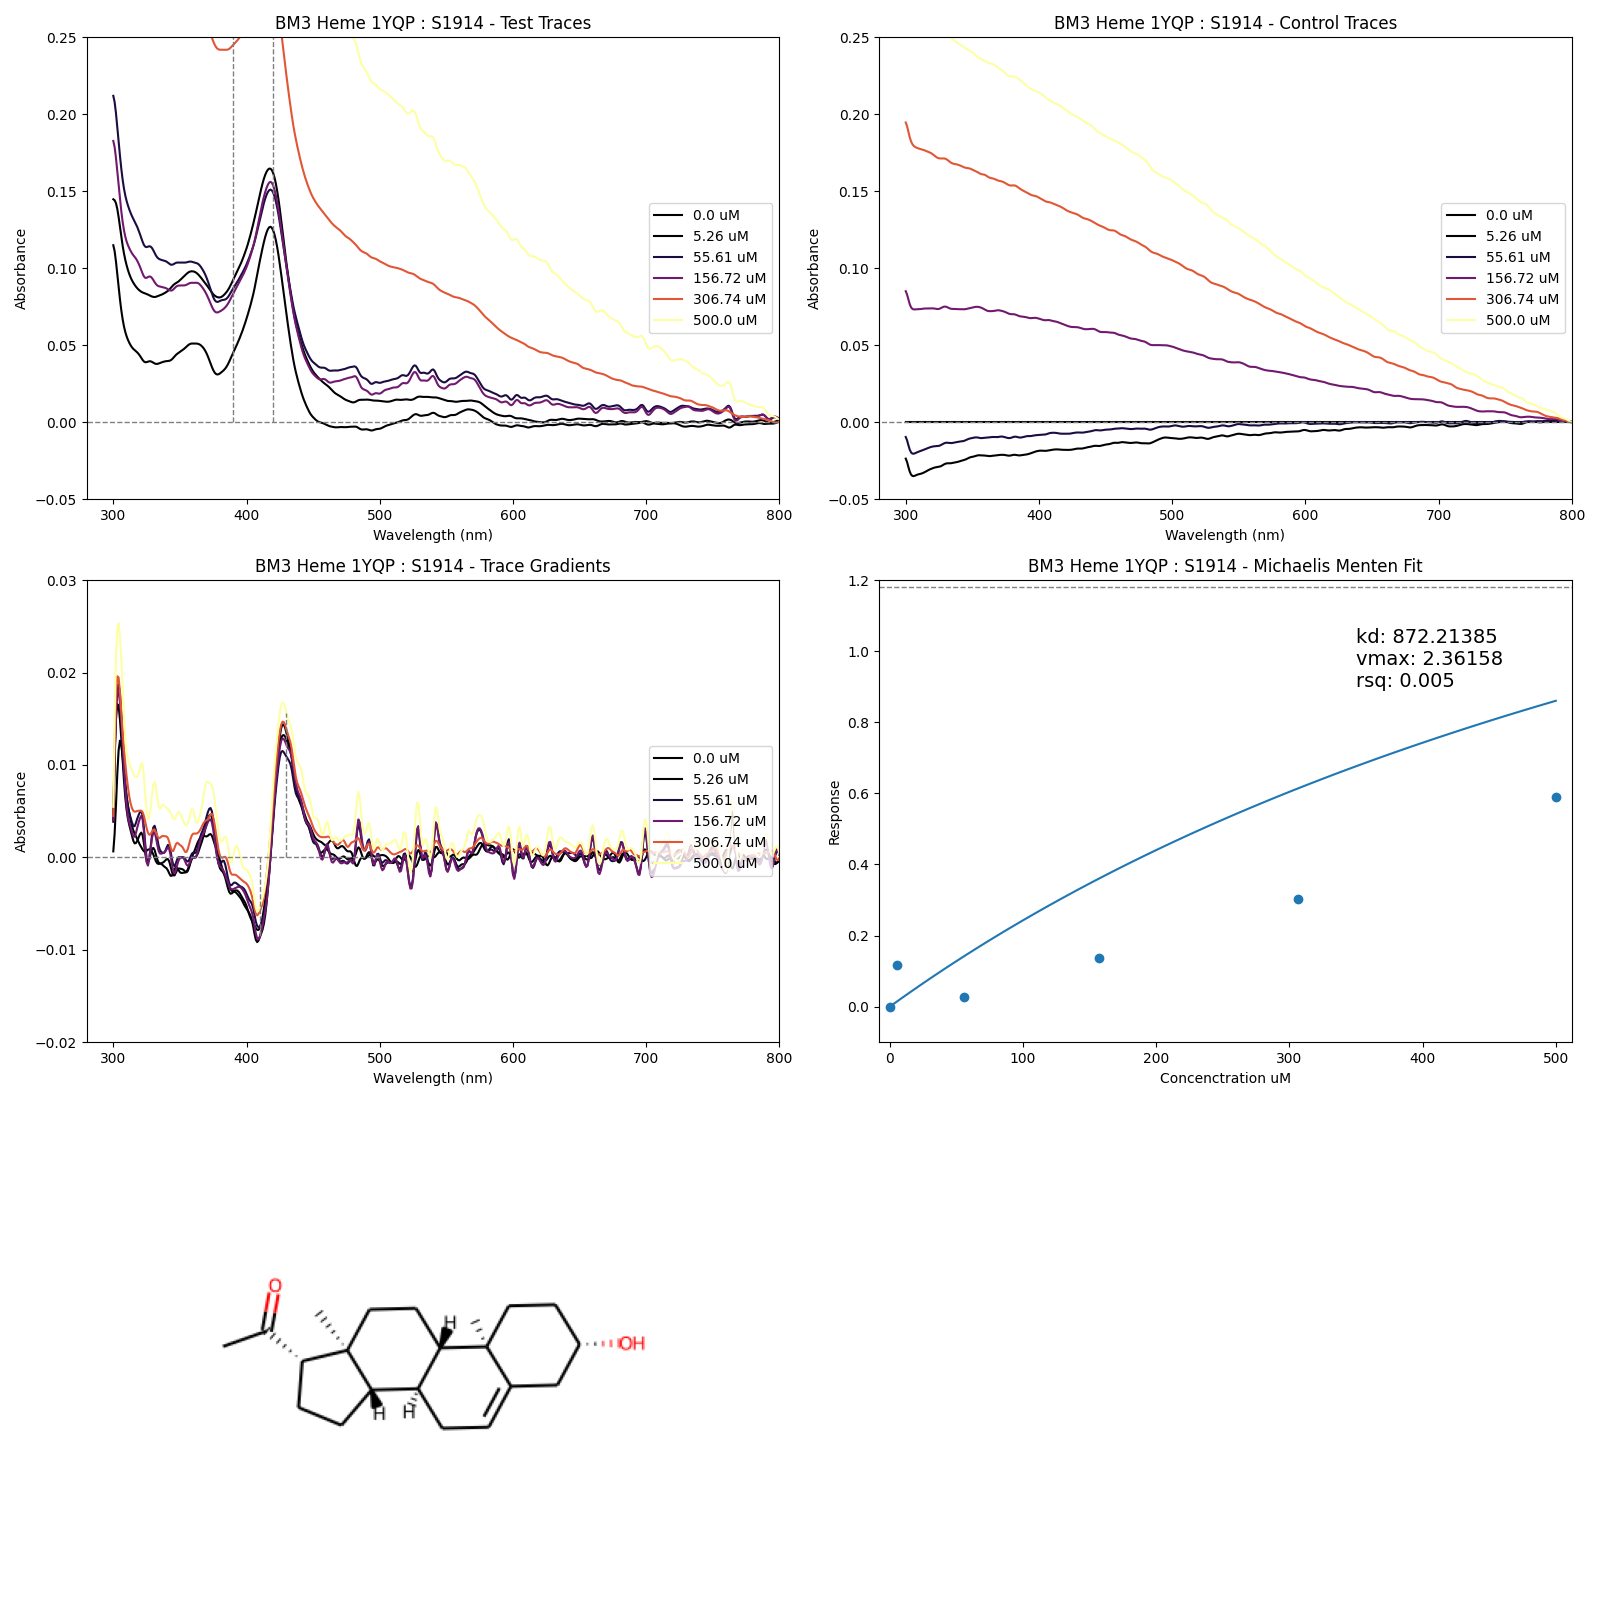 BM3 Heme 1YQP : S1914 - Test Traces
0.25
0.20
0.15
0.10
0.05
0.00
−0.05
Absorbance
300 400 500 600 700 800
Wavelength (nm)
0.0 uM
5.26 uM
55.61 uM
156.72 uM
306.74 uM
500.0 uM
BM3 Heme 1YQP : S1914 - Control Traces
0.25
0.20
0.15
0.10
0.05
0.00
−0.05
Absorbance
300 400 500 600 700 800
Wavelength (nm)
0.0 uM
5.26 uM
55.61 uM
156.72 uM
306.74 uM
500.0 uM
BM3 Heme 1YQP : S1914 - Trace Gradients
0.03
0.02
0.01
0.00
−0.01
−0.02
Absorbance
300 400 500 600 700 800
Wavelength (nm)
0.0 uM
5.26 uM
55.61 uM
156.72 uM
306.74 uM
500.0 uM
BM3 Heme 1YQP : S1914 - Michaelis Menten Fit
1.2
1.0
0.8
0.6
0.4
0.2
0.0
Response
0 100 200 300 400 500
Concenctration uM
kd: 872.21385
vmax: 2.36158
rsq: 0.005
O
H
OH
H
H